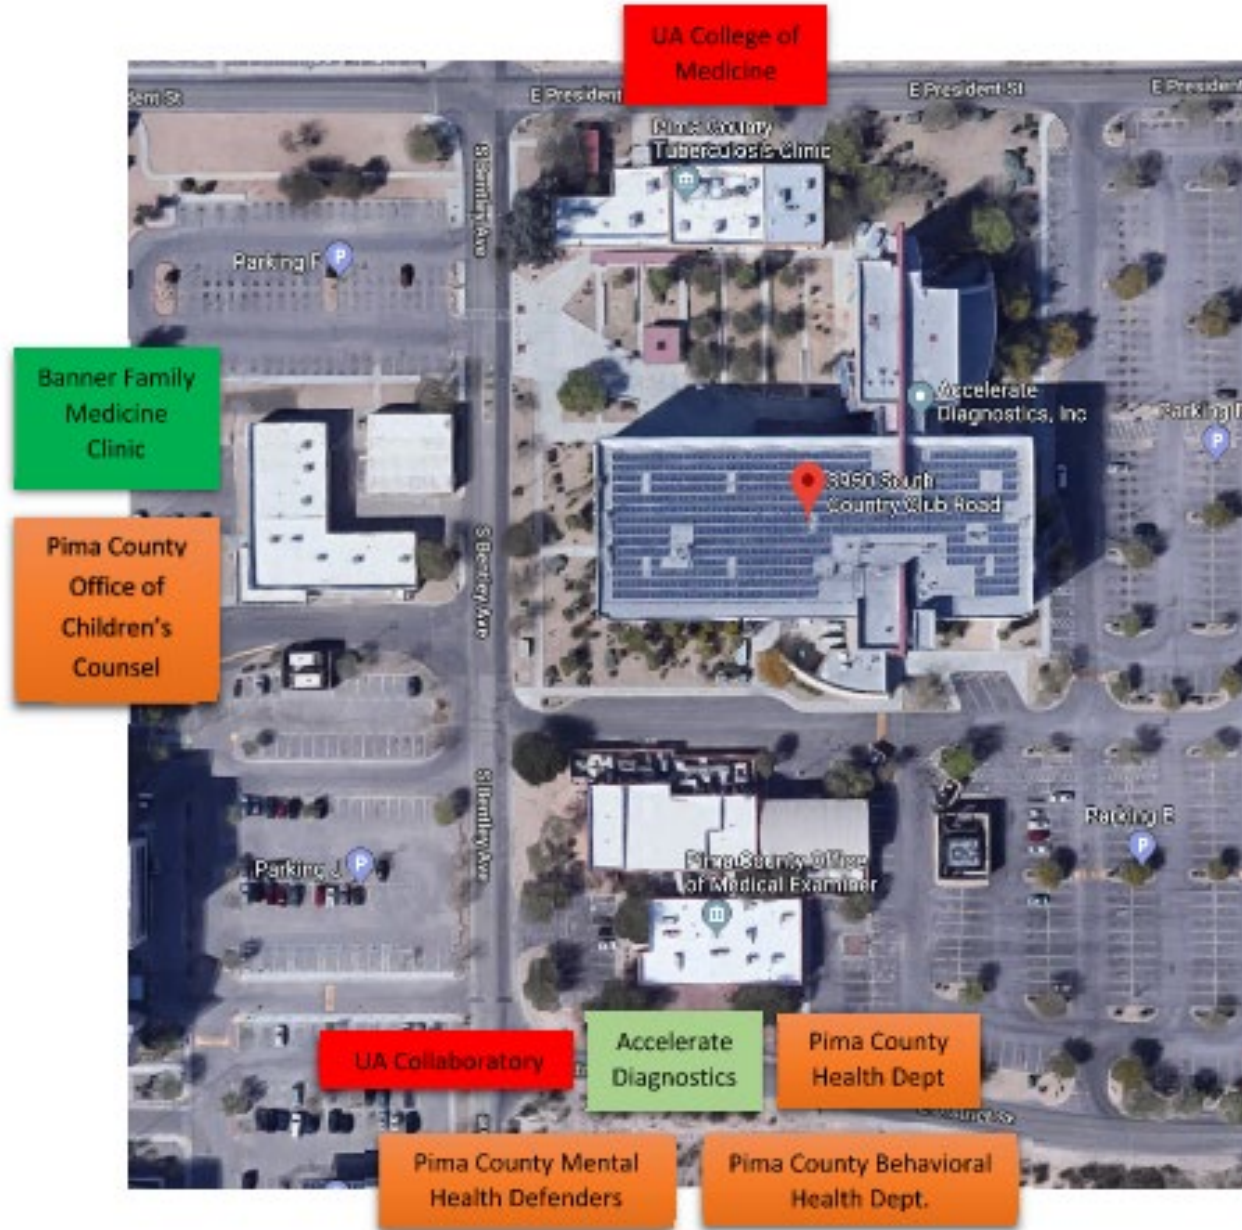 UA College of
Medicine
dent St
E President
E President St
E President
Pima County
Tuberculosis Clinic
S Bentley Ave
Parking F
Banner Family
Medicine
Clinic
Accelerate
Diagnostics, Inc
Parking
P
3950 South
Country Club Road
Pima County
Office of
Children's
Counsel
S Bentley Ave
S Bentley Ave
Parking J
P
Pima County Office
of Medical Examiner
Parking E
P
UA Collaboratory
Accelerate
Diagnostics
Pima County
Health Dept
Pima County Mental
Health Defenders
Pima County Behavioral
Health Dept.